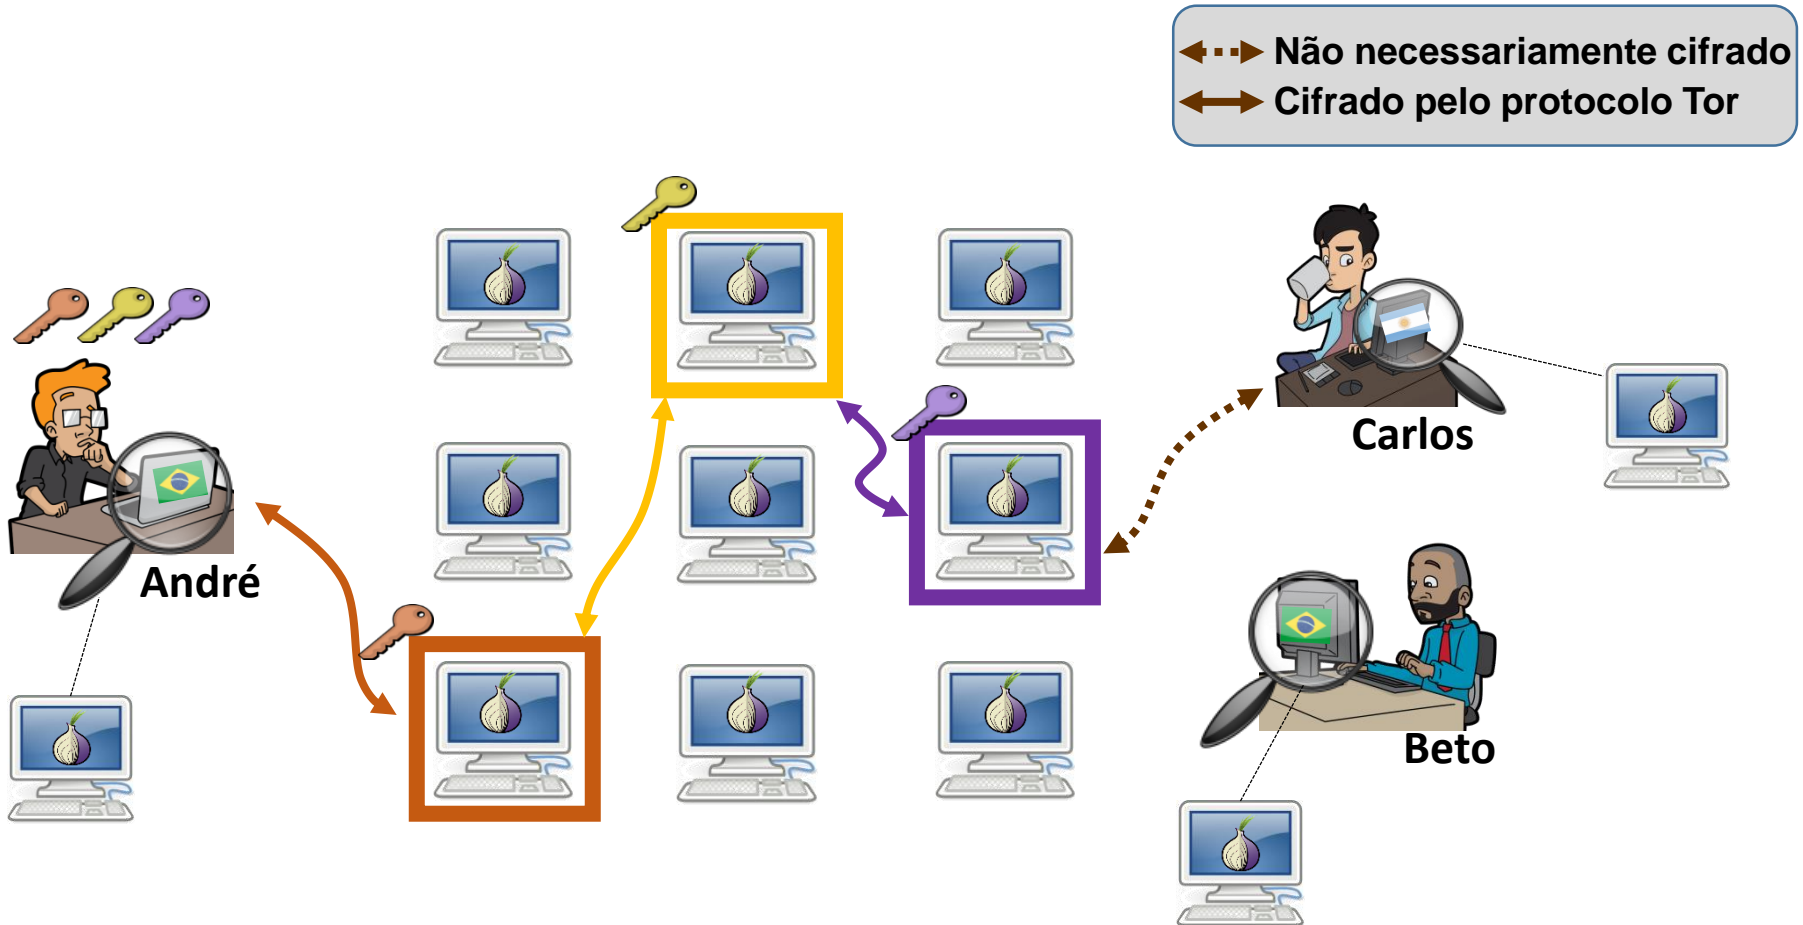 Não necessariamente cifrado
Cifrado pelo protocolo Tor
Carlos
André
Beto